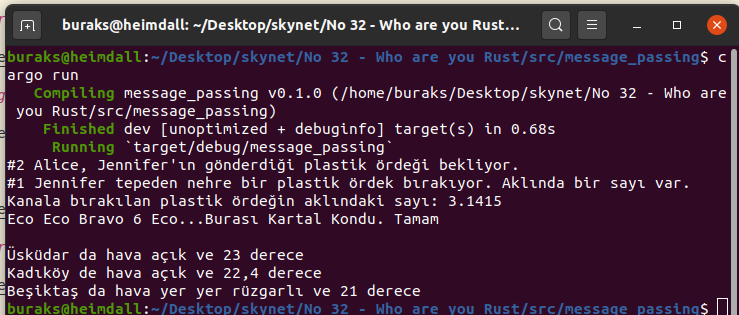 buraks@heimdall: ~/Desktop/skynet/No 32 - Who are you Rust...
buraks@heimdall:~/Desktop/skynet/No 32 - Who are you Rust/src/message_passing$ c
argo run
Compiling message_passing v0.1.0 (/home/buraks/Desktop/skynet/No 32 - Who are
you Rust/src/message_passing)
Finished dev [unoptimized + debuginfo] target(s) in 0.68s
Running `target/debug/message_passing`
#2 Alice, Jennifer'ın gönderdiği plastik ördeği bekliyor.
#1 Jennifer tepeden nehre bir plastik ördek bırakıyor. Aklında bir sayı var.
Kanala bırakılan plastik ördeğin aklındaki sayı: 3.1415
Eco Eco Bravo 6 Eco...Burası Kartal Kondu. Tamam
Üsküdar da hava açık ve 23 derece
Kadıköy de hava açık ve 22,4 derece
Beşiktaş da hava yer yer rüzgarlı ve 21 derece
buraks@heimdall:~/Desktop/skynet/No 32 - Who are you Rust/src/message_passing$